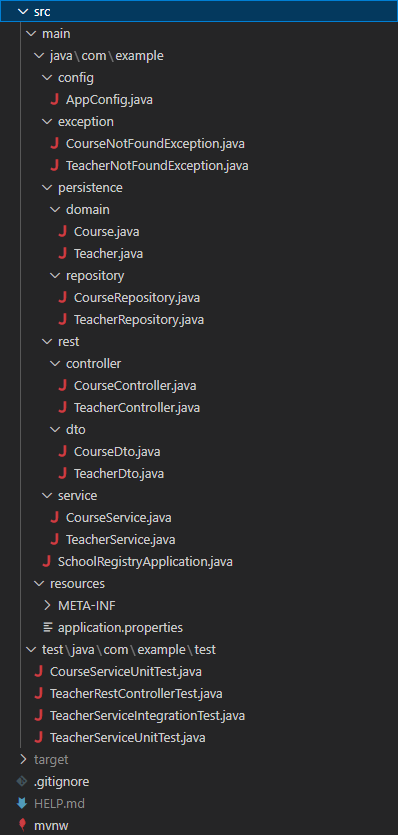 src
main
java\com\example
config
AppConfig.java
exception
CourseNotFoundException.java
TeacherNotFoundException.java
persistence
domain
Course.java
Teacher.java
repository
CourseRepository.java
TeacherRepository.java
rest
controller
CourseController.java
TeacherController.java
dto
CourseDto.java
TeacherDto.java
service
CourseService.java
TeacherService.java
SchoolRegistryApplication.java
resources
META-INF
application.properties
test\java\com\example\test
CourseServiceUnitTest.java
TeacherRestControllerTest.java
TeacherServiceIntegrationTest.java
TeacherServiceUnitTest.java
target
.gitignore
HELP.md
mvnw